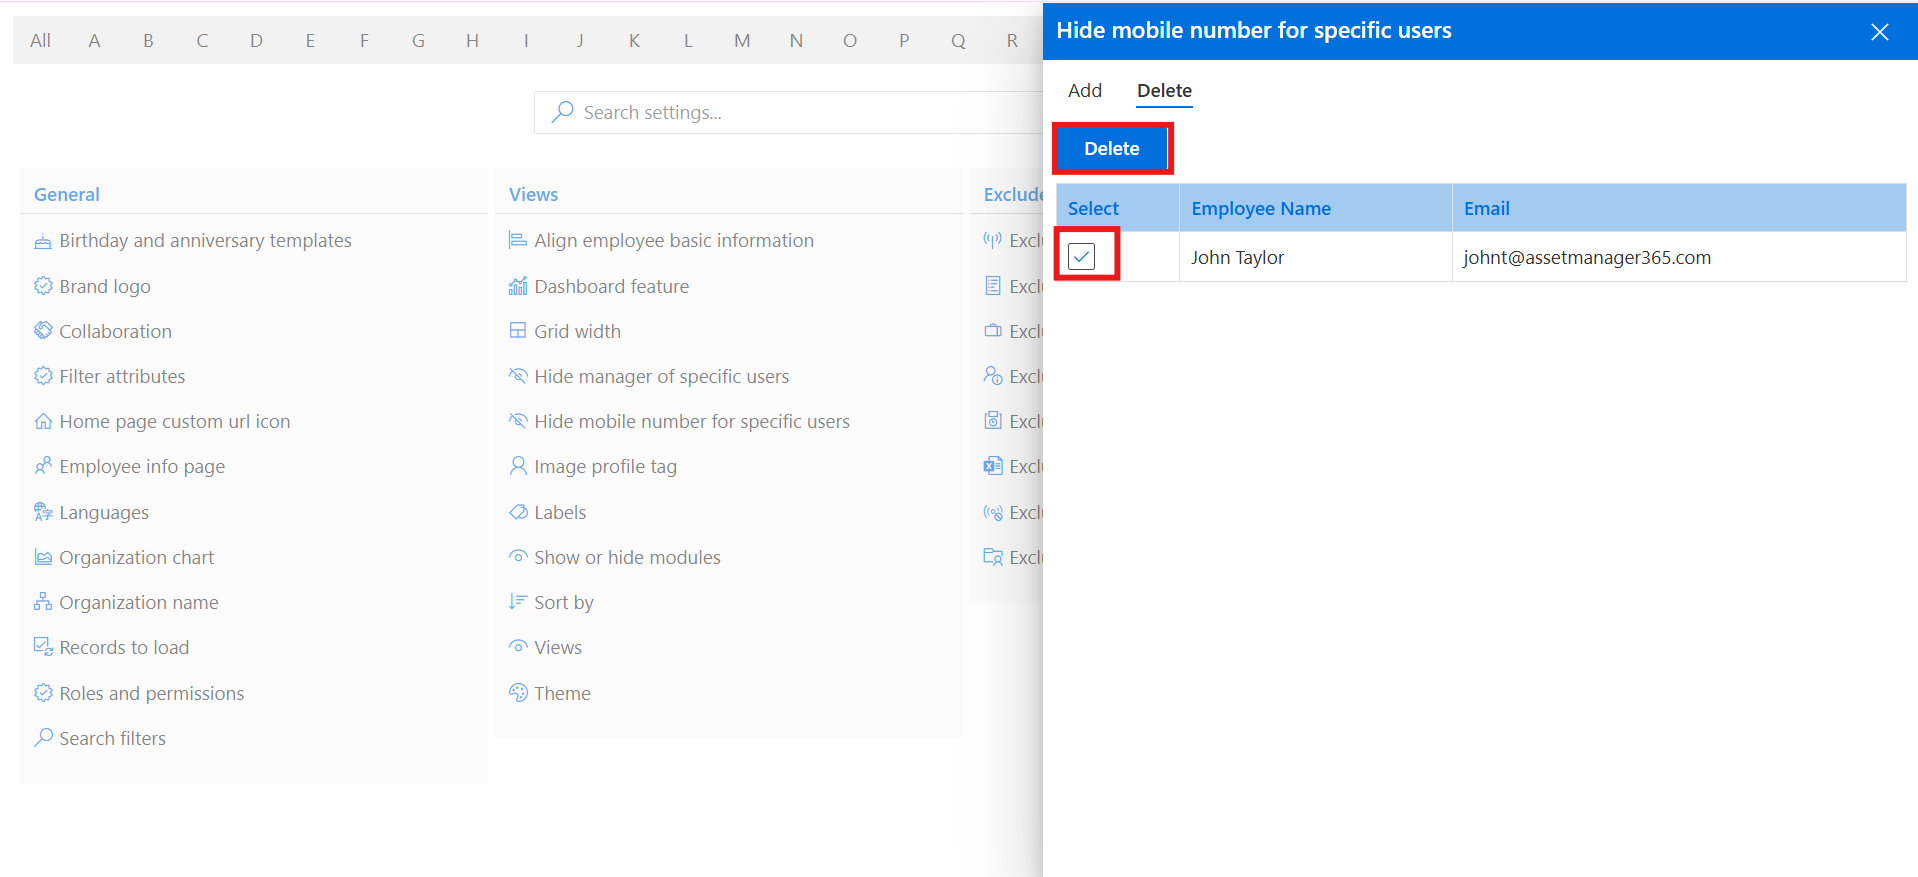 All A B C D E F G H I J K L M N O P Q R
Search settings...
General
Birthday and anniversary templates
Brand logo
Collaboration
Filter attributes
Home page custom url icon
Employee info page
Languages
Organization chart
Organization name
Records to load
Roles and permissions
Search filters
Views
Align employee basic information
Dashboard feature
Grid width
Hide manager of specific users
Hide mobile number for specific users
Image profile tag
Labels
Show or hide modules
Sort by
Views
Theme
Exclude
Excl
Excl
Excl
Excl
Excl
Excl
Excl
Excl
Hide mobile number for specific users
Add Delete
Delete
Select Employee Name Email
John Taylor johnt@assetmanager365.com